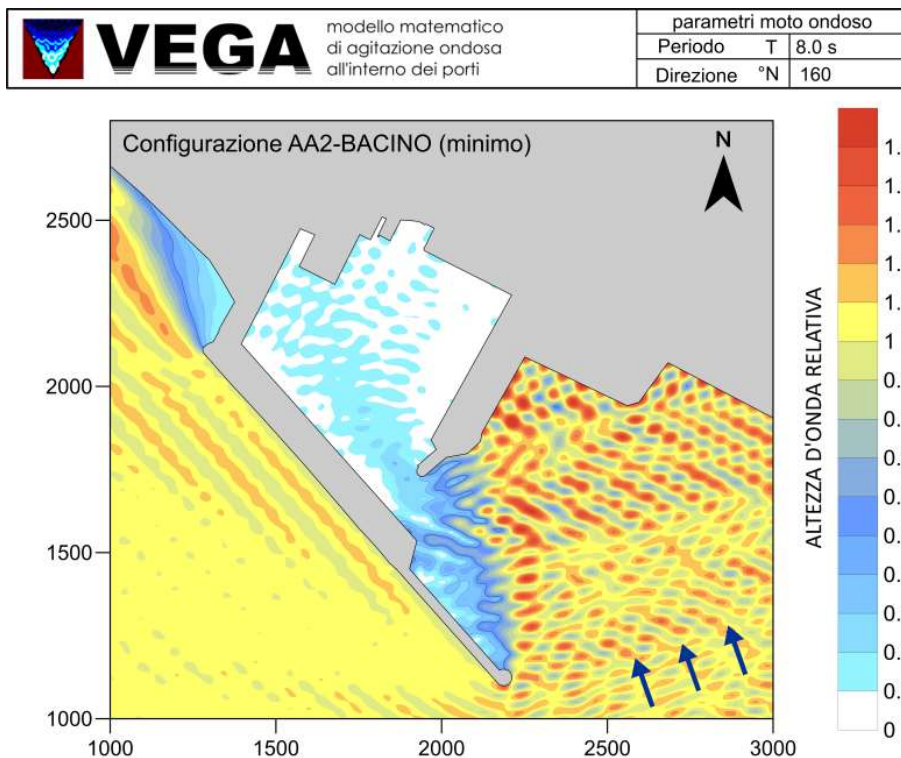 VEGA
modello matematico
di agitazione ondosa
all'interno dei porti
parametri moto ondoso
Periodo T 8.0 s
Direzione °N 160
Configrazione AA2-BACINO (minimo)
N
2500
2000
1500
1000
1000 1500 2000 2500 3000
ALTEZZA D'ONDA RELATIVA
1.
1.
1.
1.
1.
1
0.
0.
0.
0.
0.
0.
0.
0.
0.
0